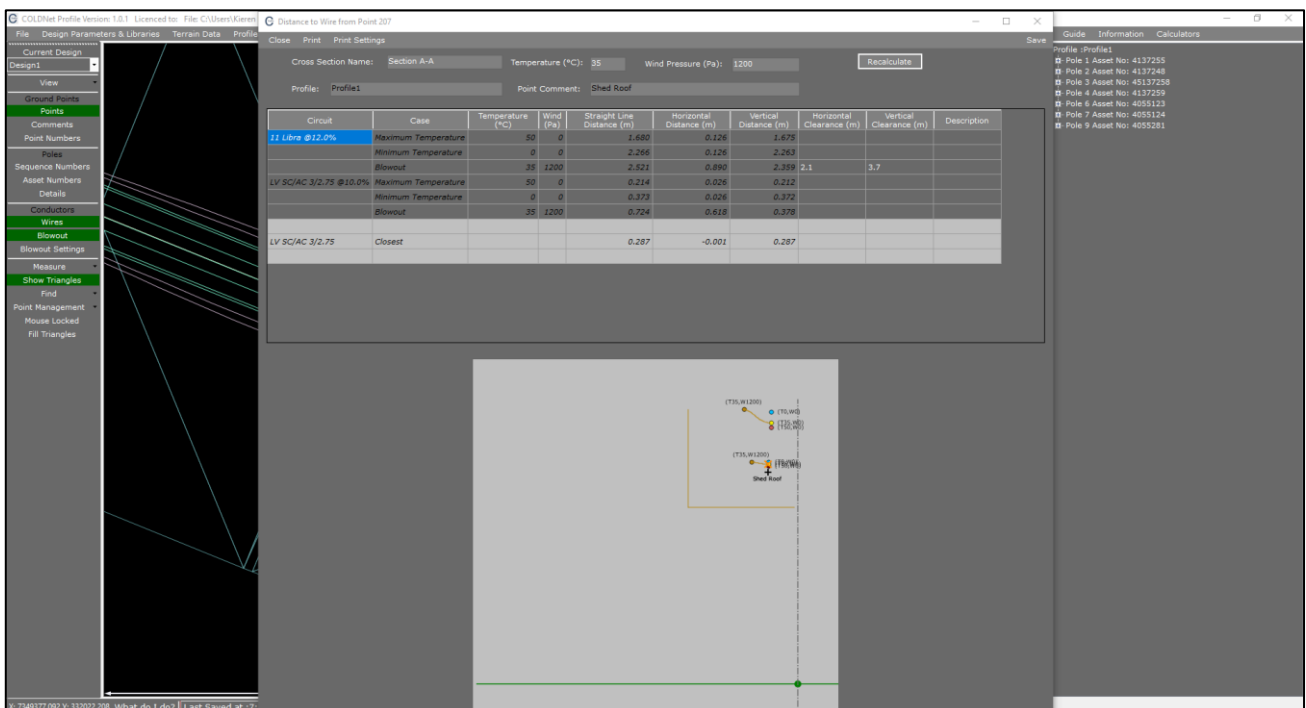 COLDNet Profile Version: 1.0.1 Licenced to: File: C:\Users\Kieren
File Design Parameters & Libraries Terrain Data Profile
Current Design
Design1
View
Ground Points
Points
Comments
Point Numbers
Poles
Sequence Numbers
Asset Numbers
Details
Conductors
Wires
Blowout
Blowout Settings
Measure
Show Triangles
Find
Point Management
Mouse Locked
Fill Triangles
X: 7349377.092 Y: 332022.208 What do I do? Last Saved at :7:
Distance to Wire from Point 207
Close Print Print Settings Save
Cross Section Name: Section A-A Temperature (°C): 35 Wind Pressure (Pa): 1200 Recalculate
Profile: Profile1 Point Comment: Shed Roof
Circuit Case Temperature (°C) Wind (Pa) Straight Line Distance (m) Horizontal Distance (m) Vertical Distance (m) Horizontal Clearance (m) Vertical Clearance (m) Description
11 Libra @12.0% Maximum Temperature 50 0 1.680 0.126 1.675
Minimum Temperature 0 0 2.266 0.126 2.263
Blowout 35 1200 2.521 0.890 2.359 2.1 3.7
LV SC/AC 3/2.75 @10.0% Maximum Temperature 50 0 0.214 0.026 0.212
Minimum Temperature 0 0 0.373 0.026 0.372
Blowout 35 1200 0.724 0.618 0.378
LV SC/AC 3/2.75 Closest 0.287 -0.001 0.287
(T35,W1200)
(T0,W0)
(T35,W1200)
Shed Roof
Guide Information Calculators
Profile :Profile1
Pole 1 Asset No: 4137255
Pole 2 Asset No: 4137248
Pole 3 Asset No: 45137258
Pole 4 Asset No: 4137259
Pole 6 Asset No: 4055123
Pole 7 Asset No: 4055124
Pole 9 Asset No: 4055281